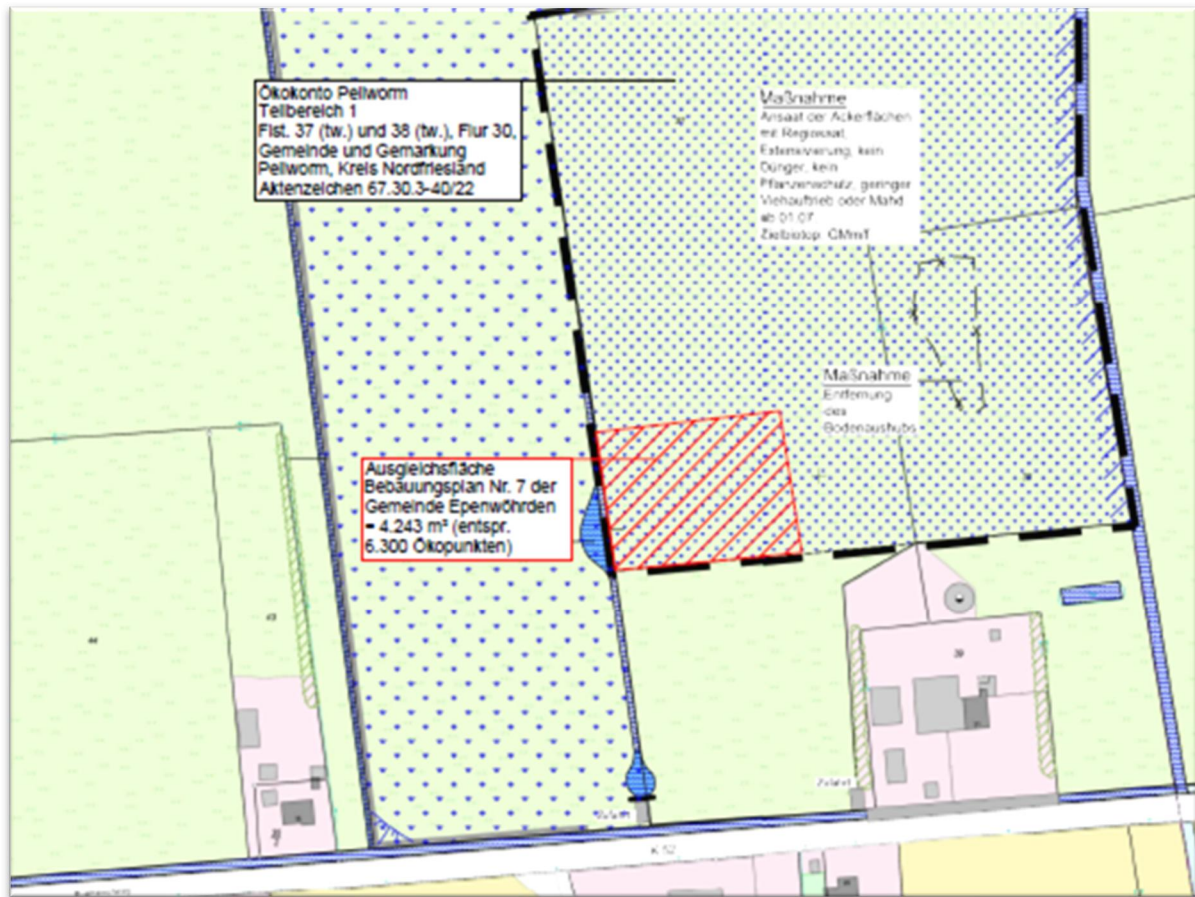 Ökokonto Pellworm
Teilbereich 1
Flst. 37 (tw.) und 38 (tw.), Flur 30,
Gemeinde und Gemarkung
Pellworm, Kreis Nordfriesland
Aktenzeichen 67.30.3-40/22
Maßnahme
Ansaat der Ackerflächen
mit Regiosaat,
Extensivierung, kein
Dünger, kein
Pflanzenschutz, geringer
Viehauftrieb oder Mahd
ab 01.07
Zielbiotop: GMm/T
Maßnahme
Entfernung
des
Bodenaushubs
Ausgleichsfläche
Bebauungsplan Nr. 7 der
Gemeinde Epenwöhrden
= 4.243 m² (entspr.
6.300 Ökopunkten)
Zufahrt
K 52